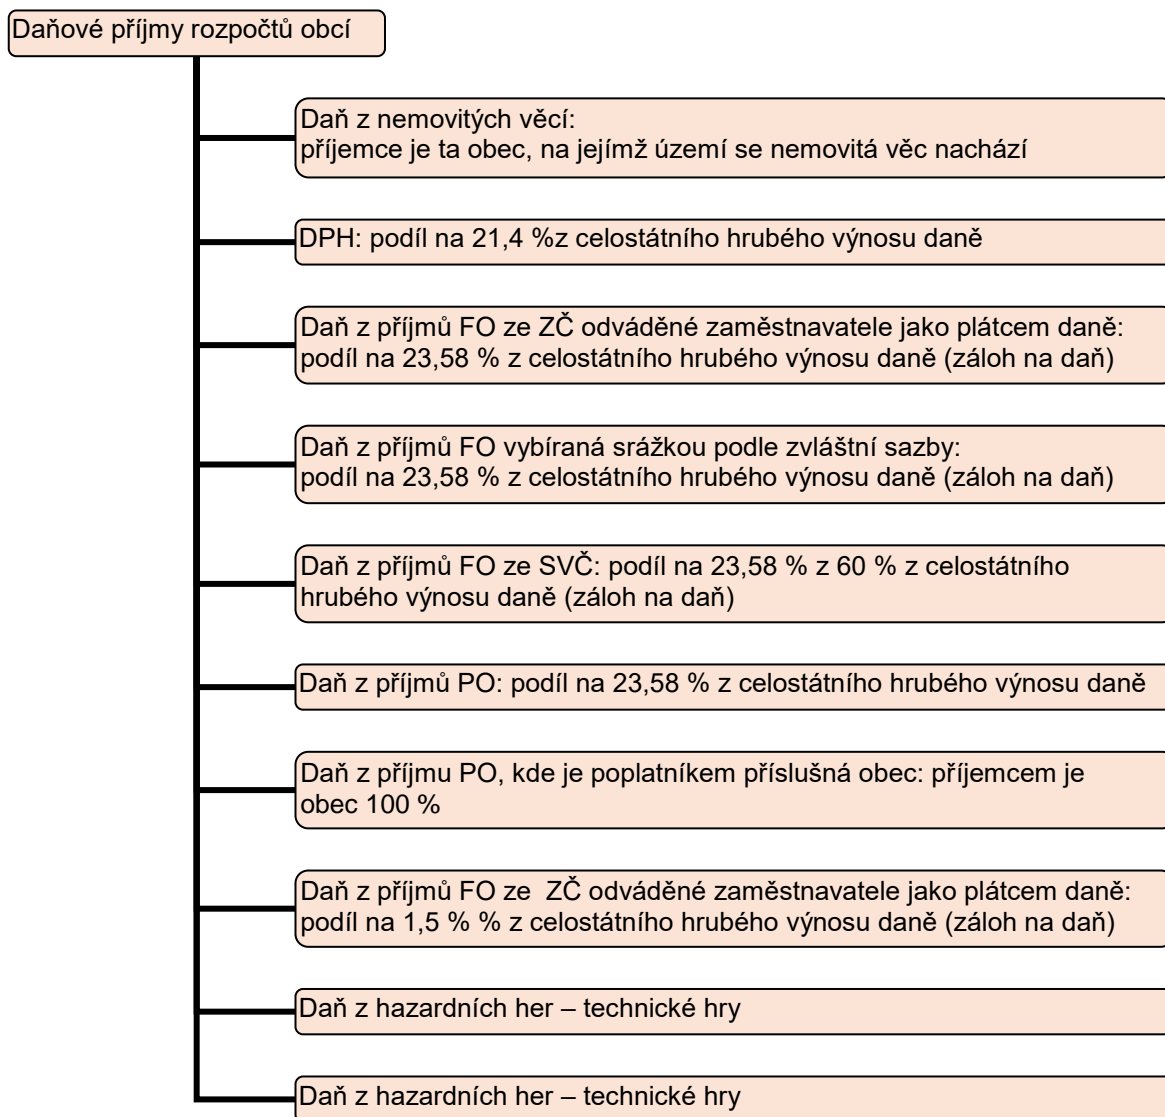 Daňové příjmy rozpočtů obcí
Daň z nemovitých věcí:
příjemce je ta obec, na jejímž území se nemovitá věc nachází
DPH: podíl na 21,4 %z celostátního hrubého výnosu daně
Daň z příjmů FO ze ZČ odváděné zaměstnavatele jako plátcem daně:
podíl na 23,58 % z celostátního hrubého výnosu daně (záloh na daň)
Daň z příjmů FO vybíraná srážkou podle zvláštní sazby:
podíl na 23,58 % z celostátního hrubého výnosu daně (záloh na daň)
Daň z příjmů FO ze SVČ: podíl na 23,58 % z 60 % z celostátního
hrubého výnosu daně (záloh na daň)
Daň z příjmů PO: podíl na 23,58 % z celostátního hrubého výnosu daně
Daň z příjmu PO, kde je poplatníkem příslušná obec: příjemcem je
obec 100 %
Daň z příjmů FO ze  ZČ odváděné zaměstnavatele jako plátcem daně:
podíl na 1,5 % % z celostátního hrubého výnosu daně (záloh na daň)
Daň z hazardních her – technické hry
Daň z hazardních her – technické hry